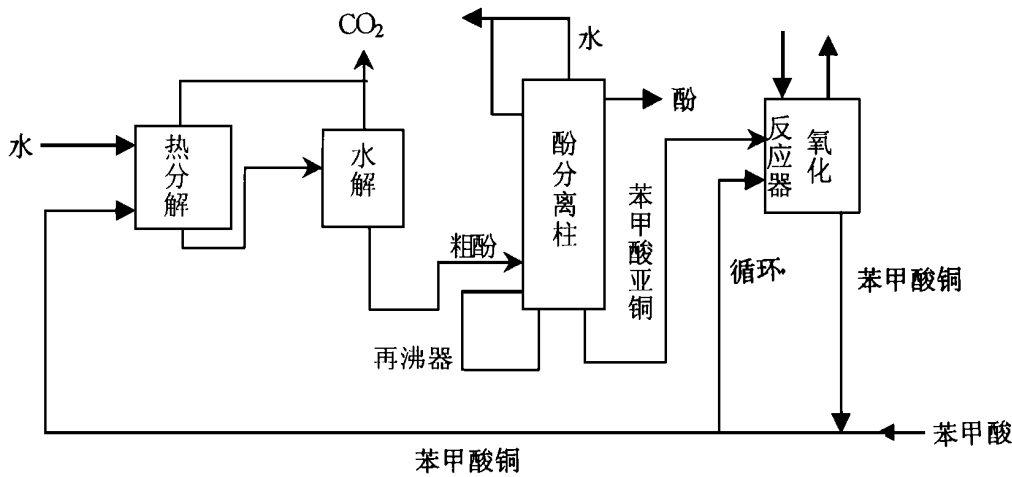 CO₂
水
水
热分解
水解
酚分离柱
酚
反应器
氧化
粗酚
再沸器
苯甲酸亚铜
循环
苯甲酸铜
苯甲酸
苯甲酸铜